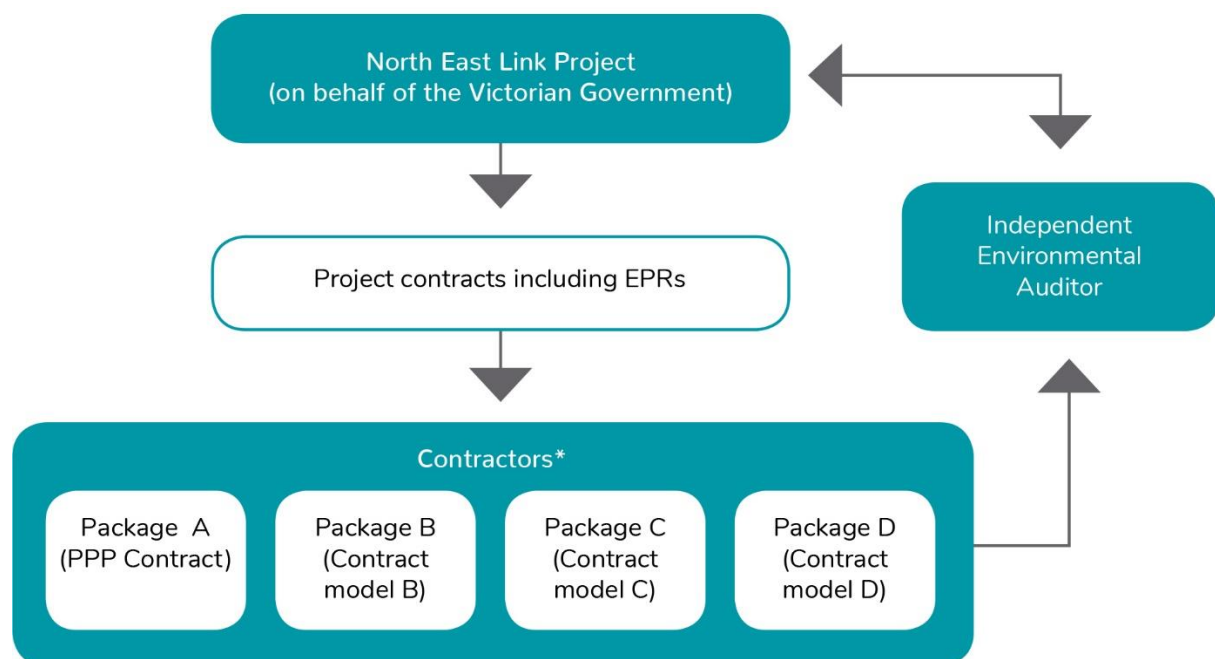 North East Link Project
(on behalf of the Victorian Government)
Independent
Environmental
Auditor
Project contracts including EPRs
Contractors*
Package A
(PPP Contract)
Package B
(Contract
model B)
Package C
(Contract
model C)
Package D
(Contract
model D)